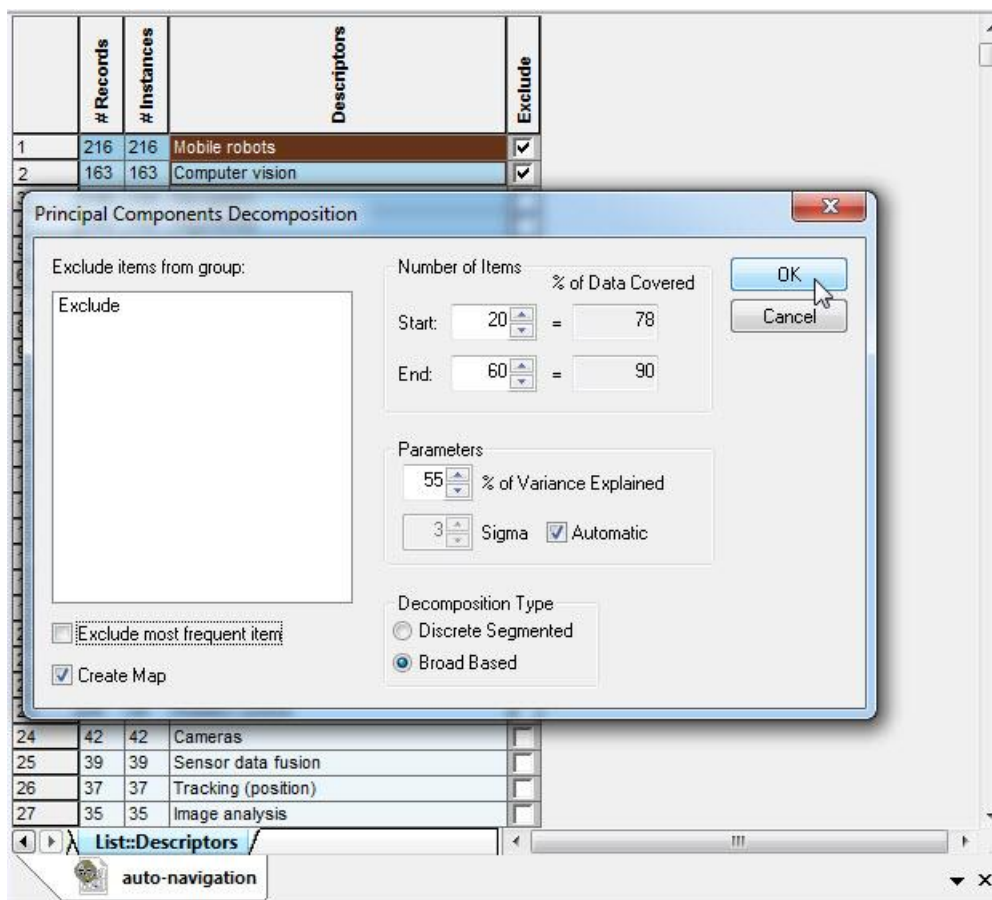 # Records # Instances Descriptors Exclude
1 216 216 Mobile robots
2 163 163 Computer vision
Principal Components Decomposition
Exclude items from group:
Exclude
Exclude most frequent item
Create Map
Number of Items
% of Data Covered
Start: 20 = 78
End: 60 = 90
Parameters
55 % of Variance Explained
3 Sigma Automatic
Decomposition Type
Discrete Segmented
Broad Based
OK
Cancel
24 42 42 Cameras
25 39 39 Sensor data fusion
26 37 37 Tracking (position)
27 35 35 Image analysis
List::Descriptors
auto-navigation